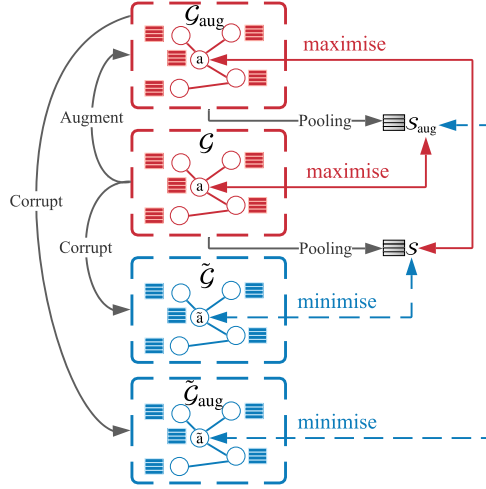 𝒢aug
a
maximise
Augment
Pooling
𝒮aug
𝒢
a
maximise
Corrupt
Corrupt
Pooling
𝒮
𝒢̃
ã
minimise
𝒢̃aug
ã
minimise